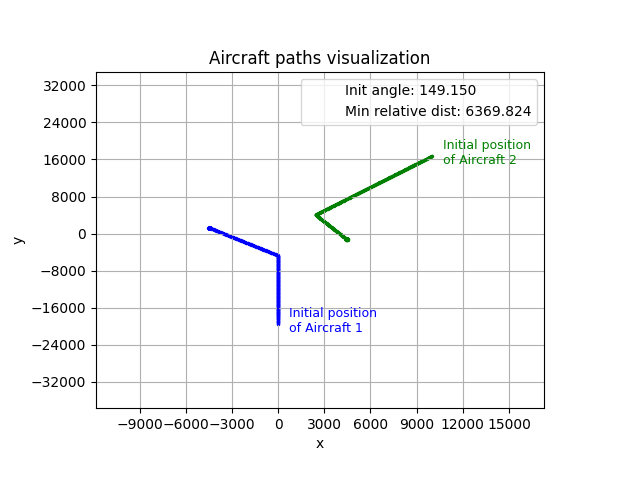 Aircraft paths visualization
Init angle: 149.150
Min relative dist: 6369.824
Initial position
of Aircraft 2
Initial position
of Aircraft 1
32000
24000
16000
8000
0
−8000
−16000
−24000
−32000
y
−9000−6000−3000 0 3000 6000 9000 12000 15000
x